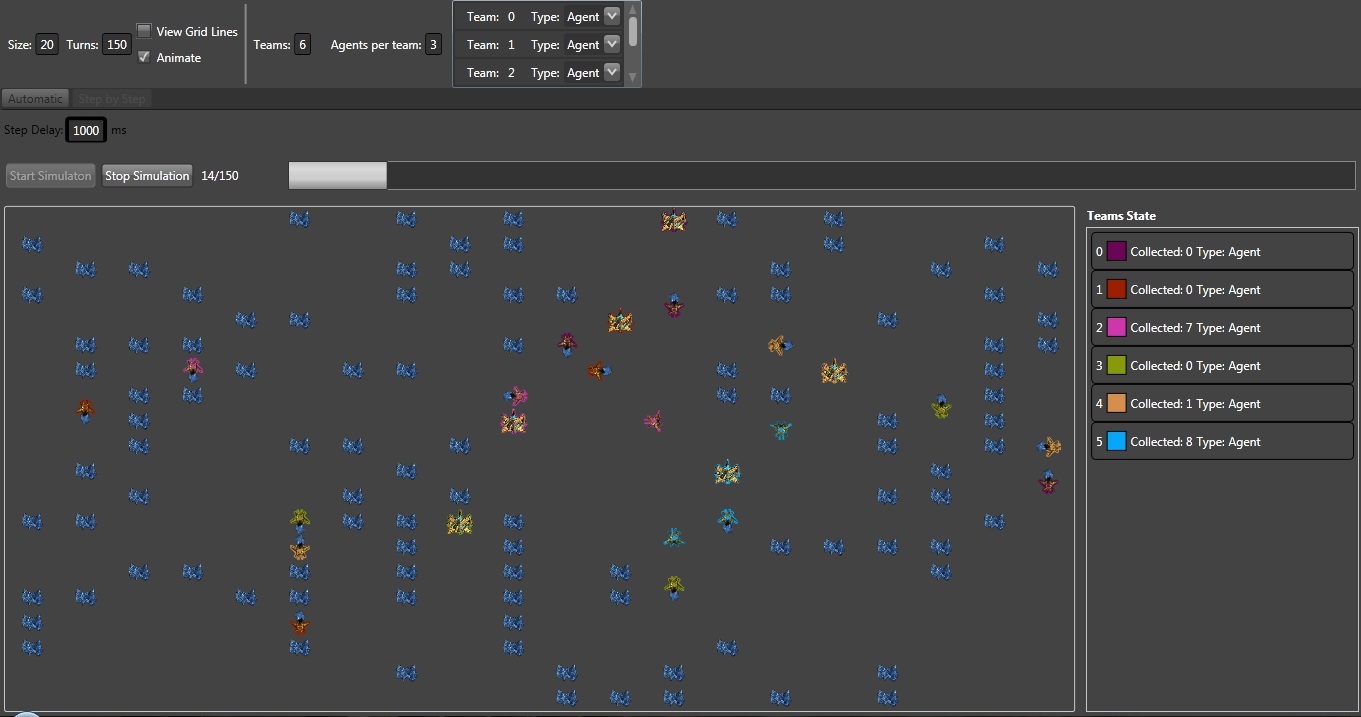 Size: 20 Turns: 150 View Grid Lines
Animate
Teams: 6 Agents per team: 3
Team: 0 Type: Agent
Team: 1 Type: Agent
Team: 2 Type: Agent
Automatic Step by Step
Step Delay: 1000 ms
Start Simulaton Stop Simulation 14/150
Teams State
0 Collected: 0 Type: Agent
1 Collected: 0 Type: Agent
2 Collected: 7 Type: Agent
3 Collected: 0 Type: Agent
4 Collected: 1 Type: Agent
5 Collected: 8 Type: Agent